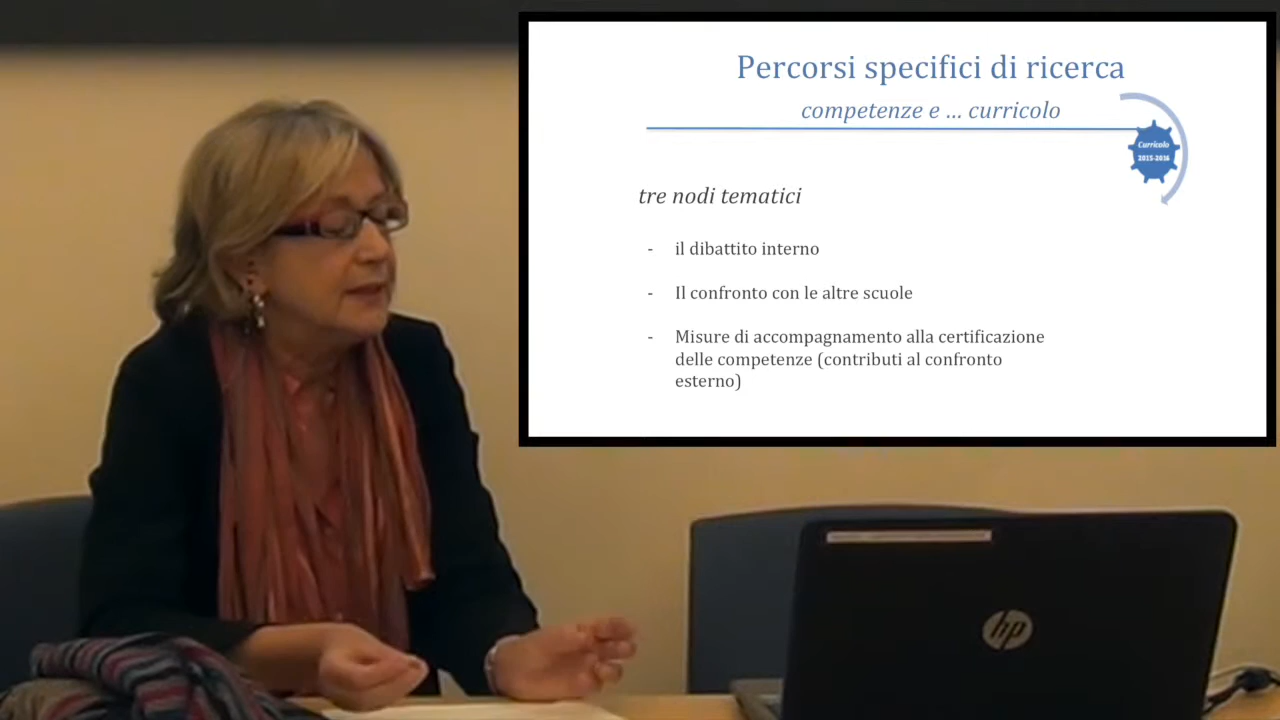 Percorsi specifici di ricerca
competenze e ... curricolo
Curricolo
2015-2016
tre nodi tematici
- il dibattito interno
- Il confronto con le altre scuole
- Misure di accompagnamento alla certificazione
delle competenze (contributi al confronto
esterno)
hp